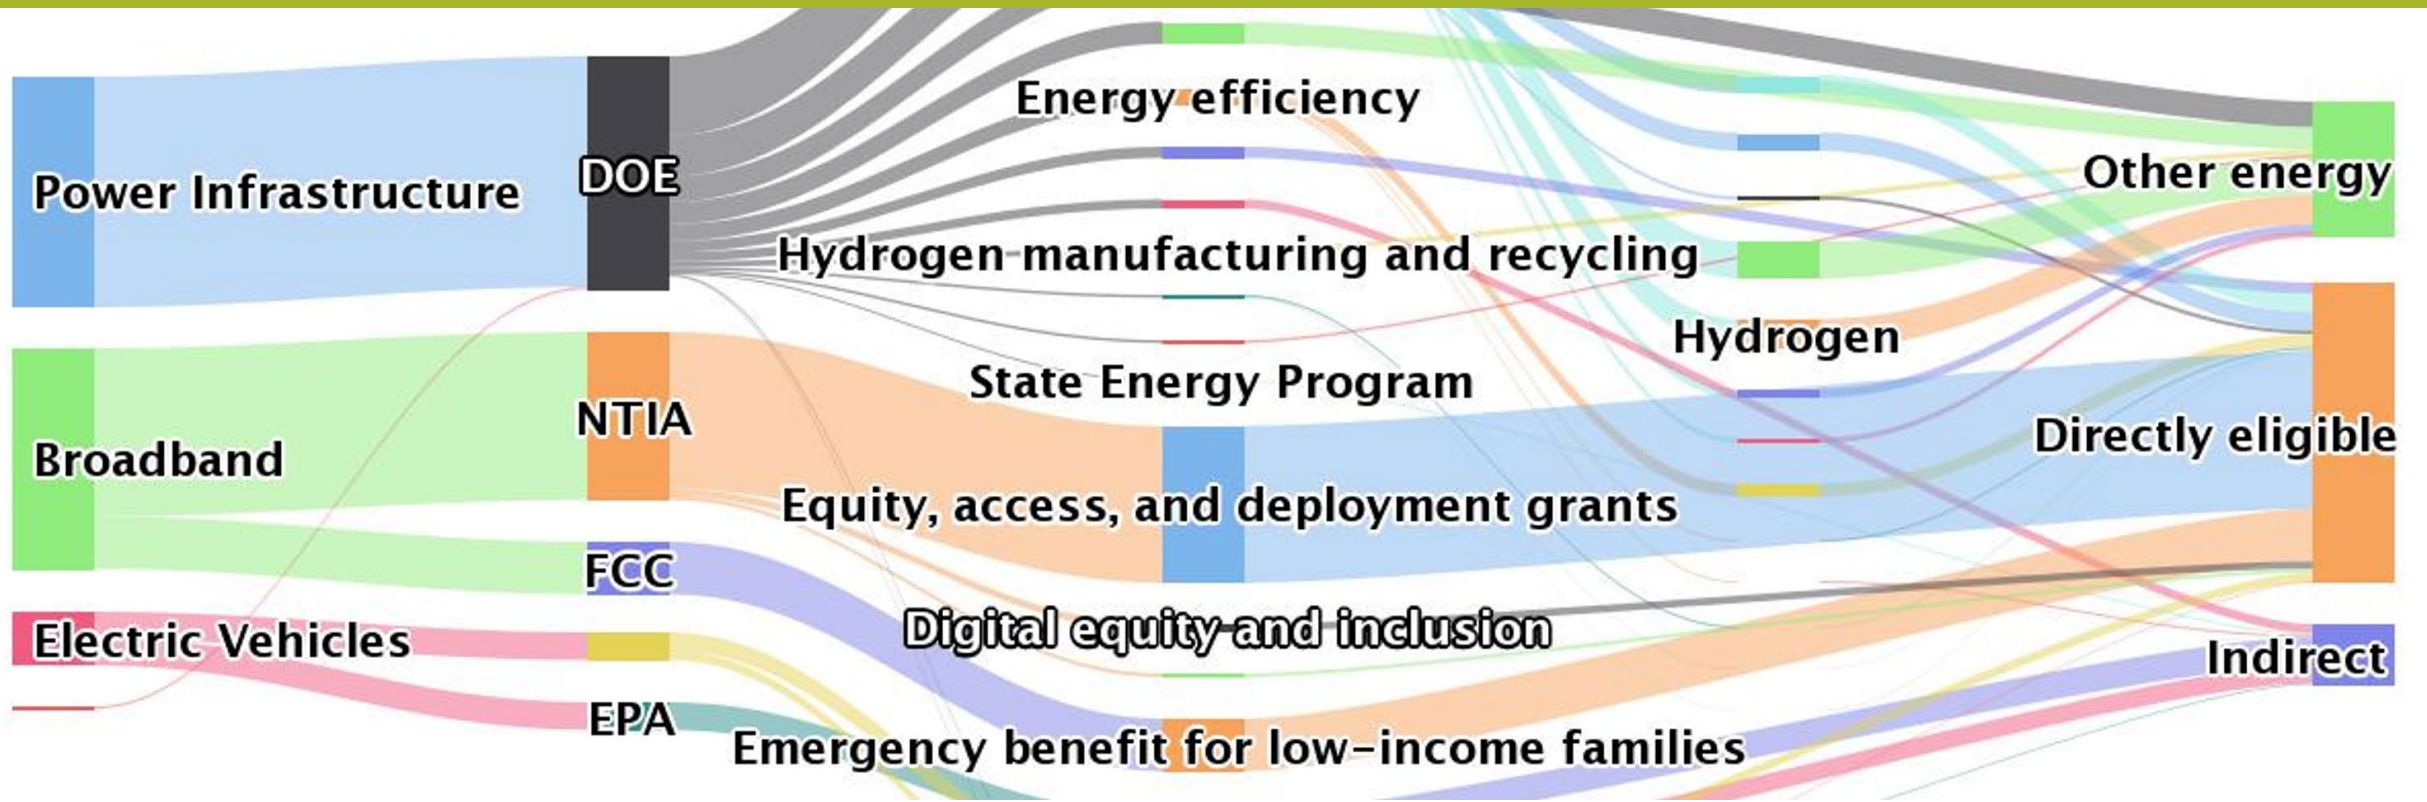 Power Infrastructure
Broadband
Electric Vehicles
DOE
NTIA
FCC
EPA
Energy efficiency
Hydrogen manufacturing and recycling
State Energy Program
Equity, access, and deployment grants
Digital equity and inclusion
Emergency benefit for low-income families
Hydrogen
Other energy
Directly eligible
Indirect